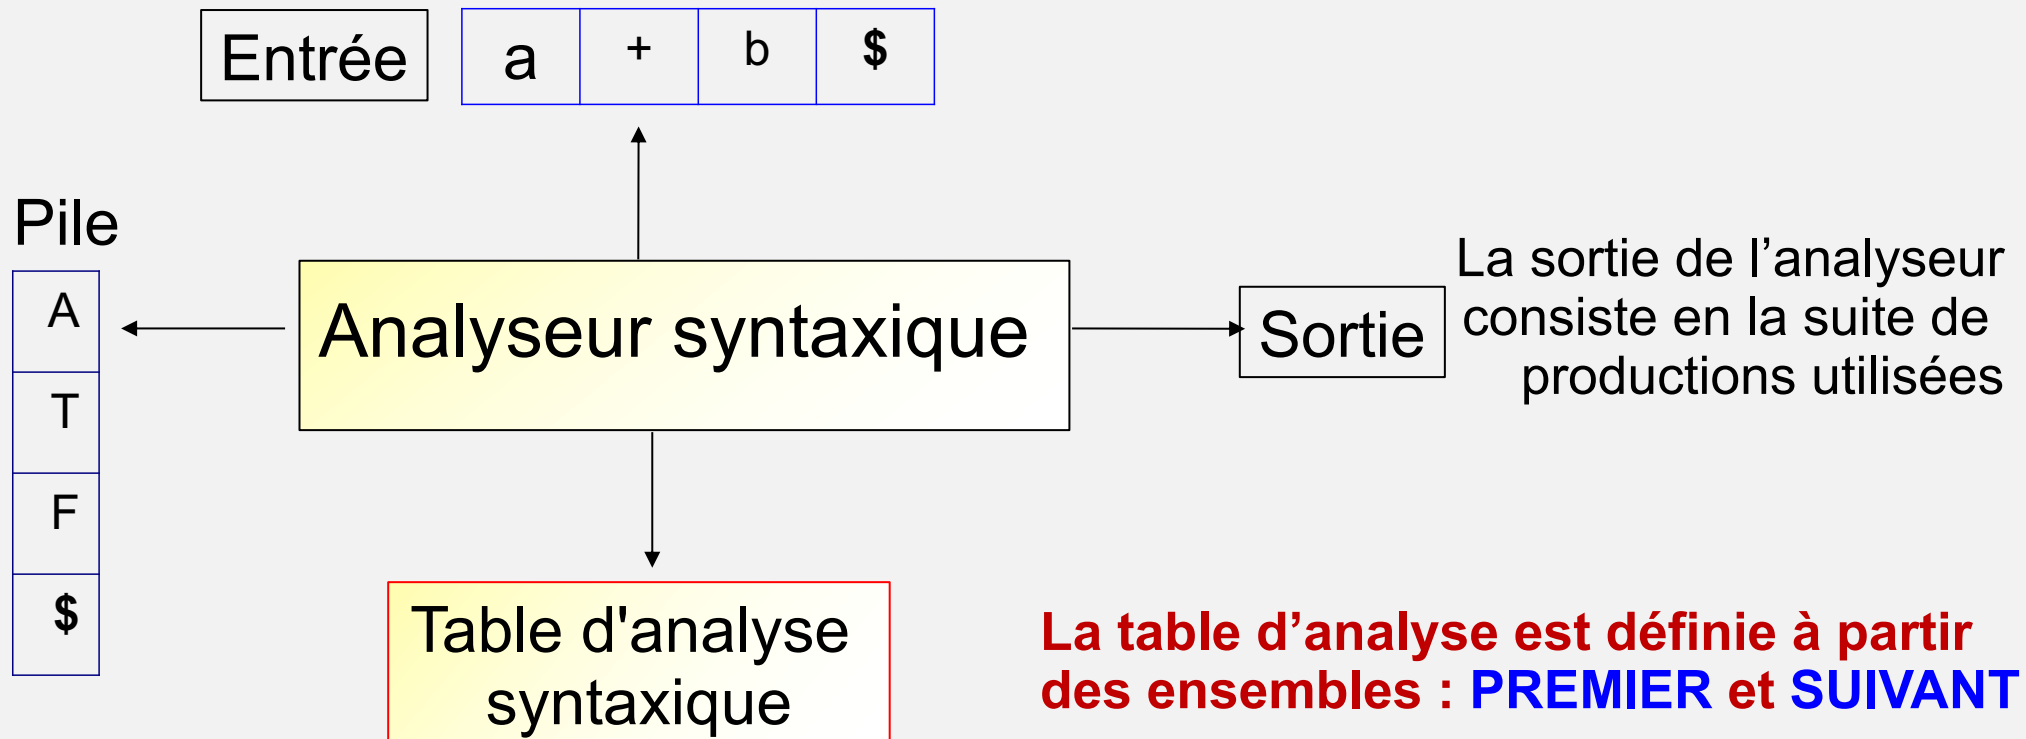 Entrée
a + b $
Pile
A
T
F
$
Analyseur syntaxique
Sortie
La sortie de l’analyseur
consiste en la suite de
productions utilisées
Table d'analyse
syntaxique
La table d’analyse est définie à partir
des ensembles : PREMIER et SUIVANT